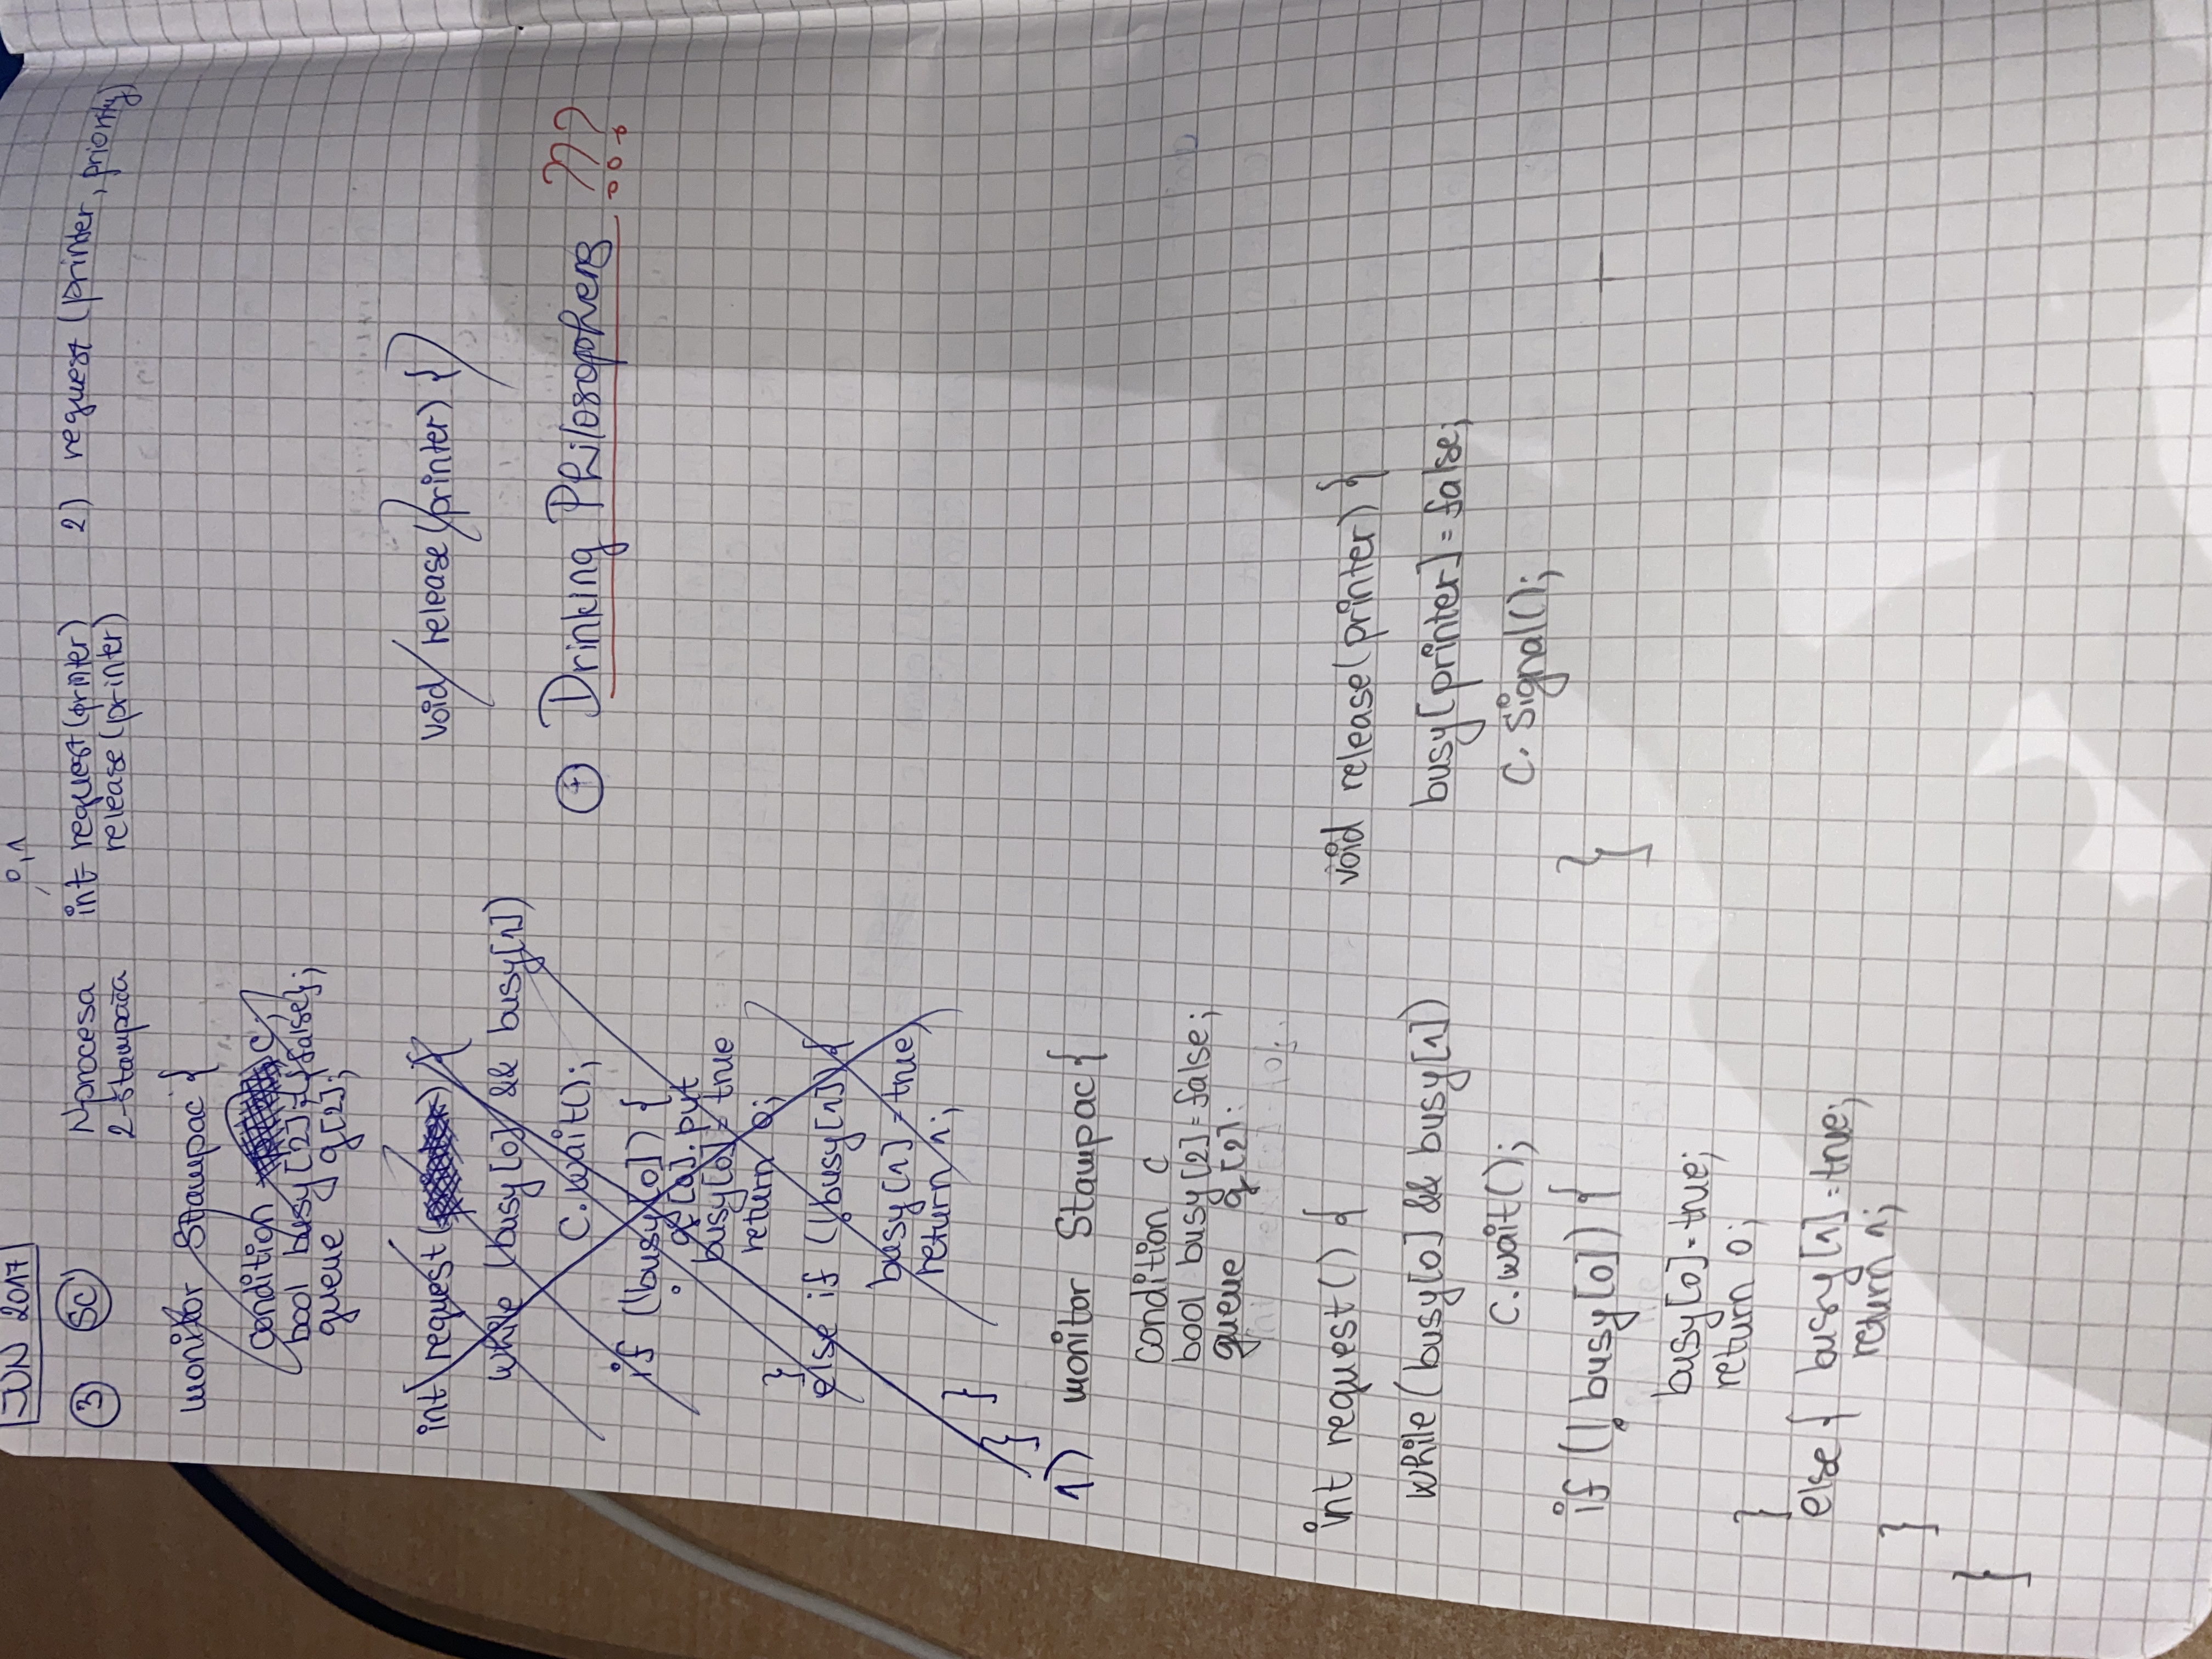 JUN 2017
0,1
3 SC Nprocesa int request(printer) 2) request (printer, priority)
2-štampača release(printer)
monitor Stampac {
condition c;
bool busy[2]={false};
queue q[2];
int request( ) { void release(printer) {
while (busy[0] && busy[1])
c.wait();
4 Drinking Philosophers ???
if (!busy[0]) {
q[0].put
busy[0] = true
return 0;
}
else if (!busy[1]) {
busy[1] = true
return 1;
}
}
1) monitor Stampac {
condition c
bool busy[2]=false;
queue q[2];
int request() { void release(printer) {
while (busy[0] && busy[1]) busy[printer]=false;
C.wait(); C.Signal();
if (! busy[0]) { }
busy[0]=true;
return 0;
}
else { busy[1]=true;
return 1;
}
}